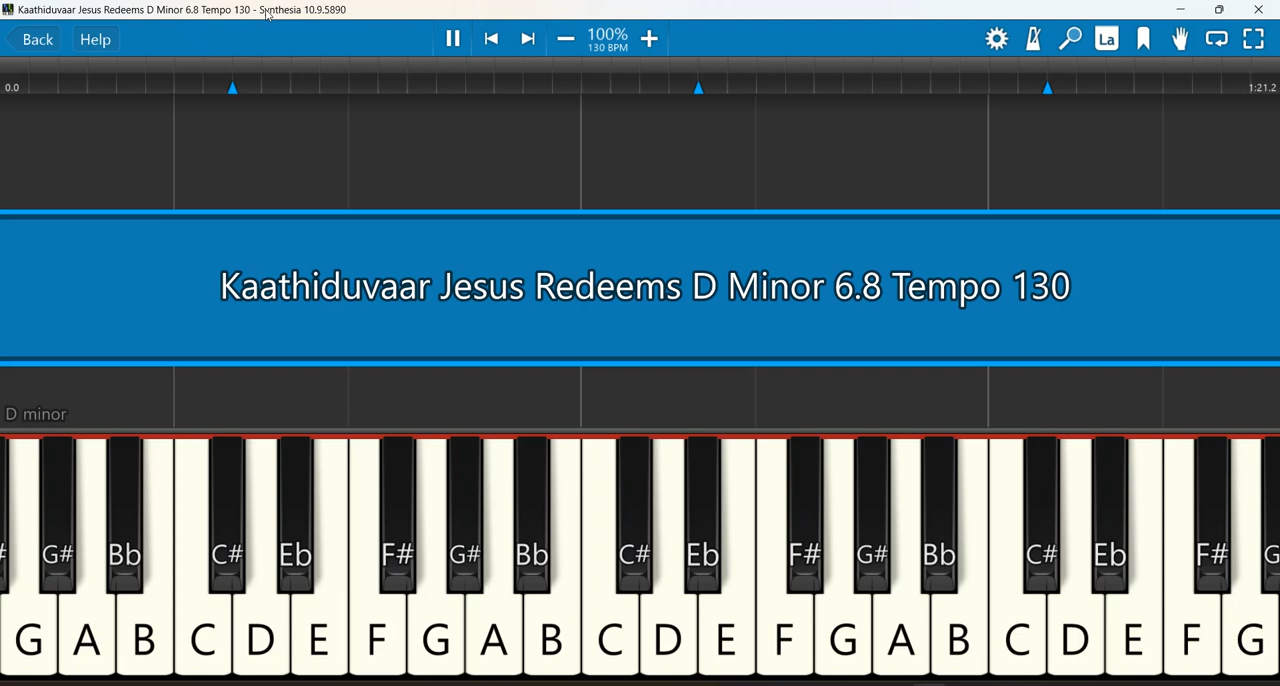 Kaathiduvaar Jesus Redeems D Minor 6.8 Tempo 130 - Synthesia 10.9.5890
Back Help 100% La
130 BPM
0.0 1:21.2
Kaathiduvaar Jesus Redeems D Minor 6.8 Tempo 130
D minor
# G# Bb C# Eb F# G# Bb C# Eb F# G# Bb C# Eb F# G
G A B C D E F G A B C D E F G A B C D E F G